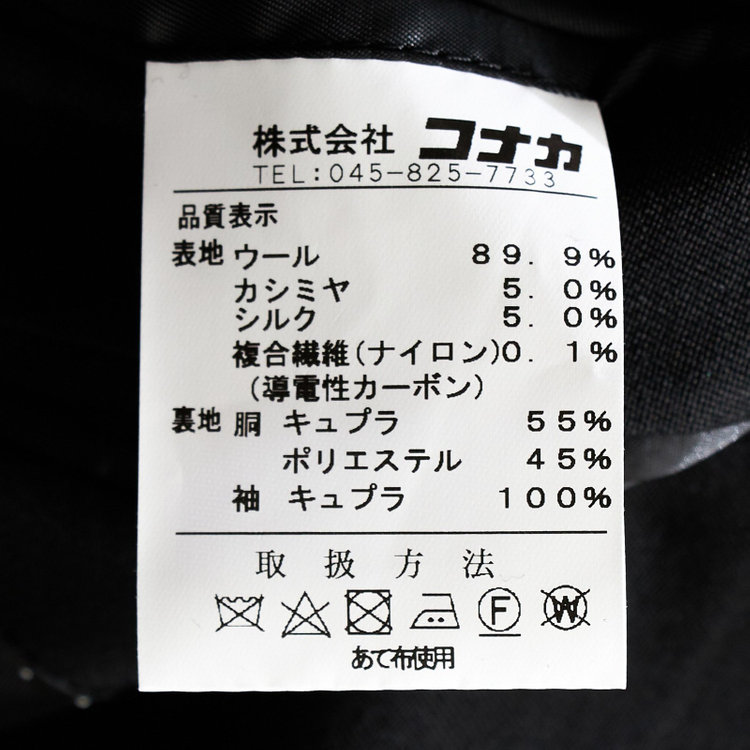 株式会社 コナカ
TEL:045-825-7733
品質表示
表地 ウール 89.9%
カシミヤ 5.0%
シルク 5.0%
複合繊維(ナイロン)0.1%
(導電性カーボン)
裏地 胴 キュプラ 55%
ポリエステル 45%
袖 キュプラ 100%
取扱方法
F W
あて布使用